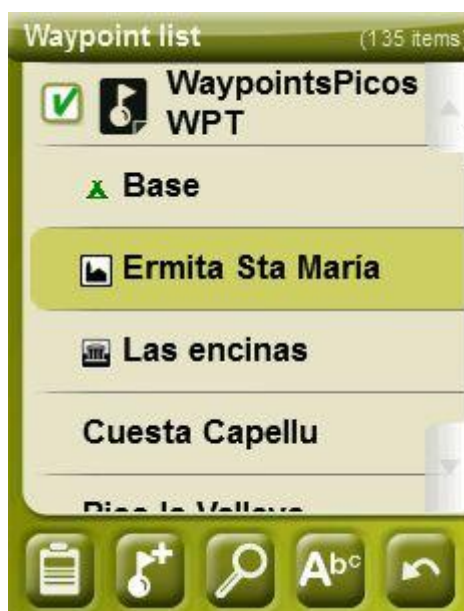 Waypoint list (135 items)
WaypointsPicos
WPT
Base
Ermita Sta María
Las encinas
Cuesta Capellu
Abc